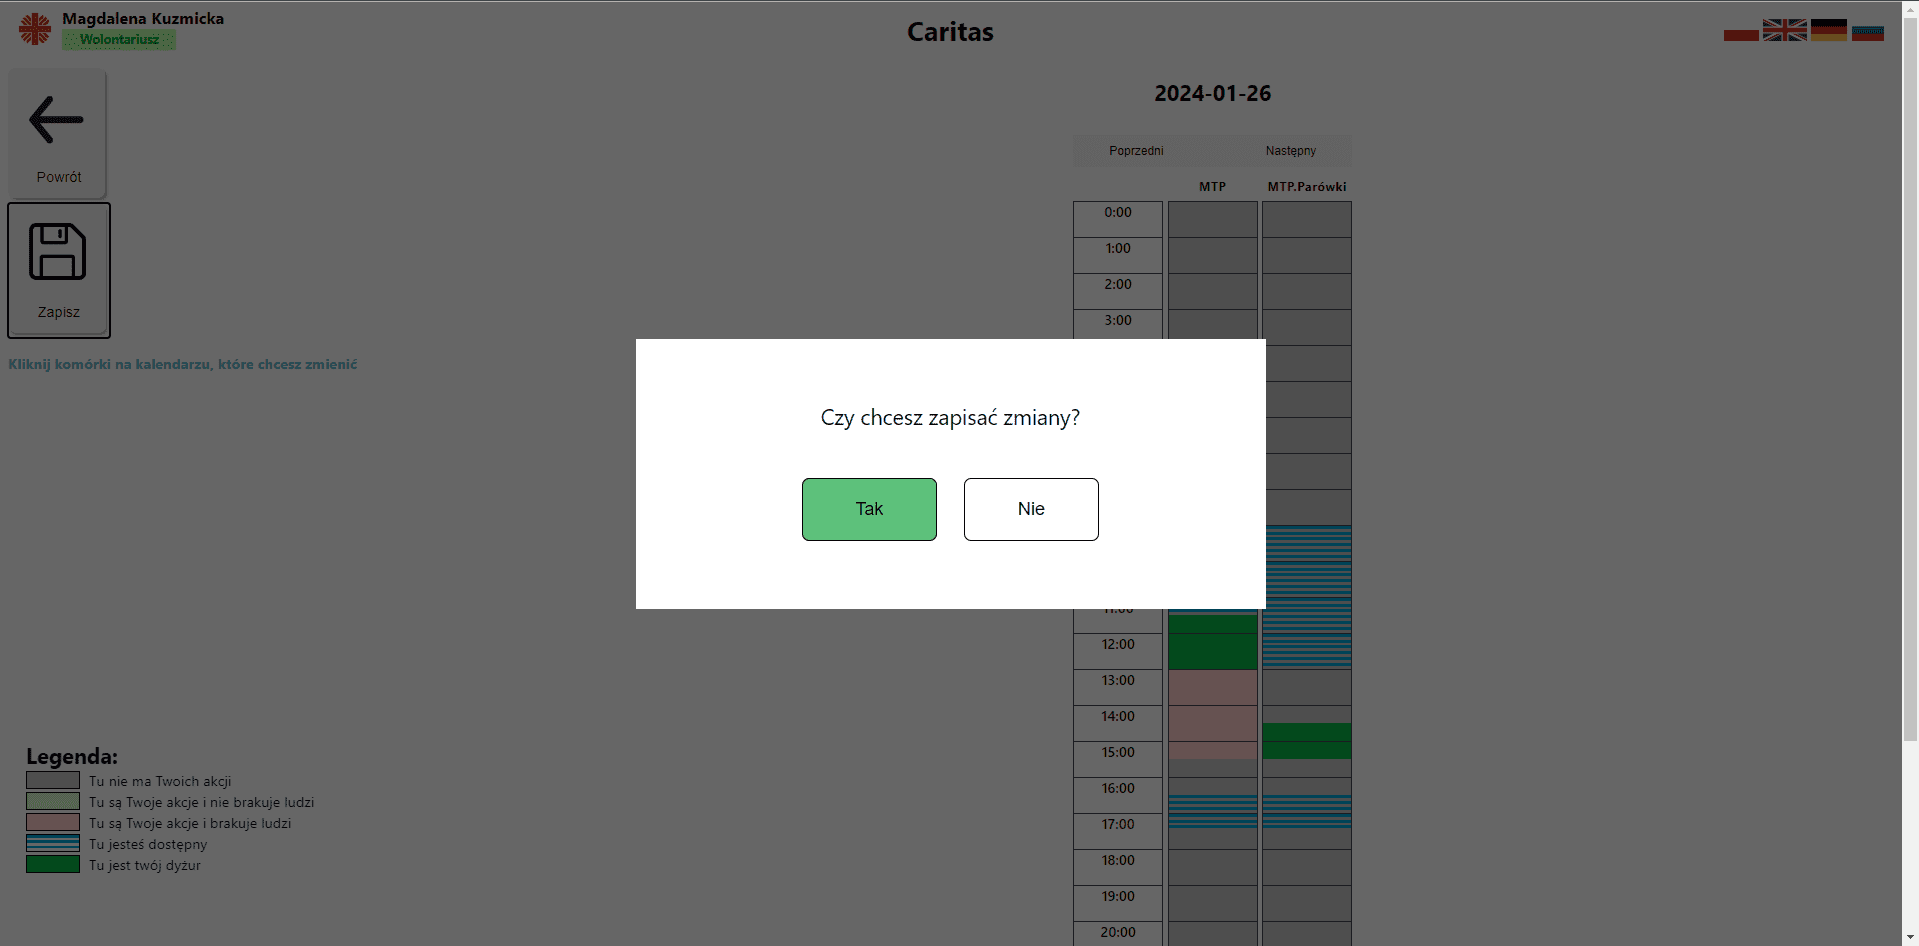 Magdalena Kuzmicka
Wolontariusz
Caritas
Powrót
Zapisz
Kliknij komórki na kalendarzu, które chcesz zmienić
2024-01-26
Poprzedni Następny
MTP MTP.Parówki
0:00
1:00
2:00
3:00
Czy chcesz zapisać zmiany?
Tak Nie
11:00
12:00
13:00
14:00
15:00
16:00
17:00
18:00
19:00
20:00
Legenda:
Tu nie ma Twoich akcji
Tu są Twoje akcje i nie brakuje ludzi
Tu są Twoje akcje i brakuje ludzi
Tu jesteś dostępny
Tu jest twój dyżur